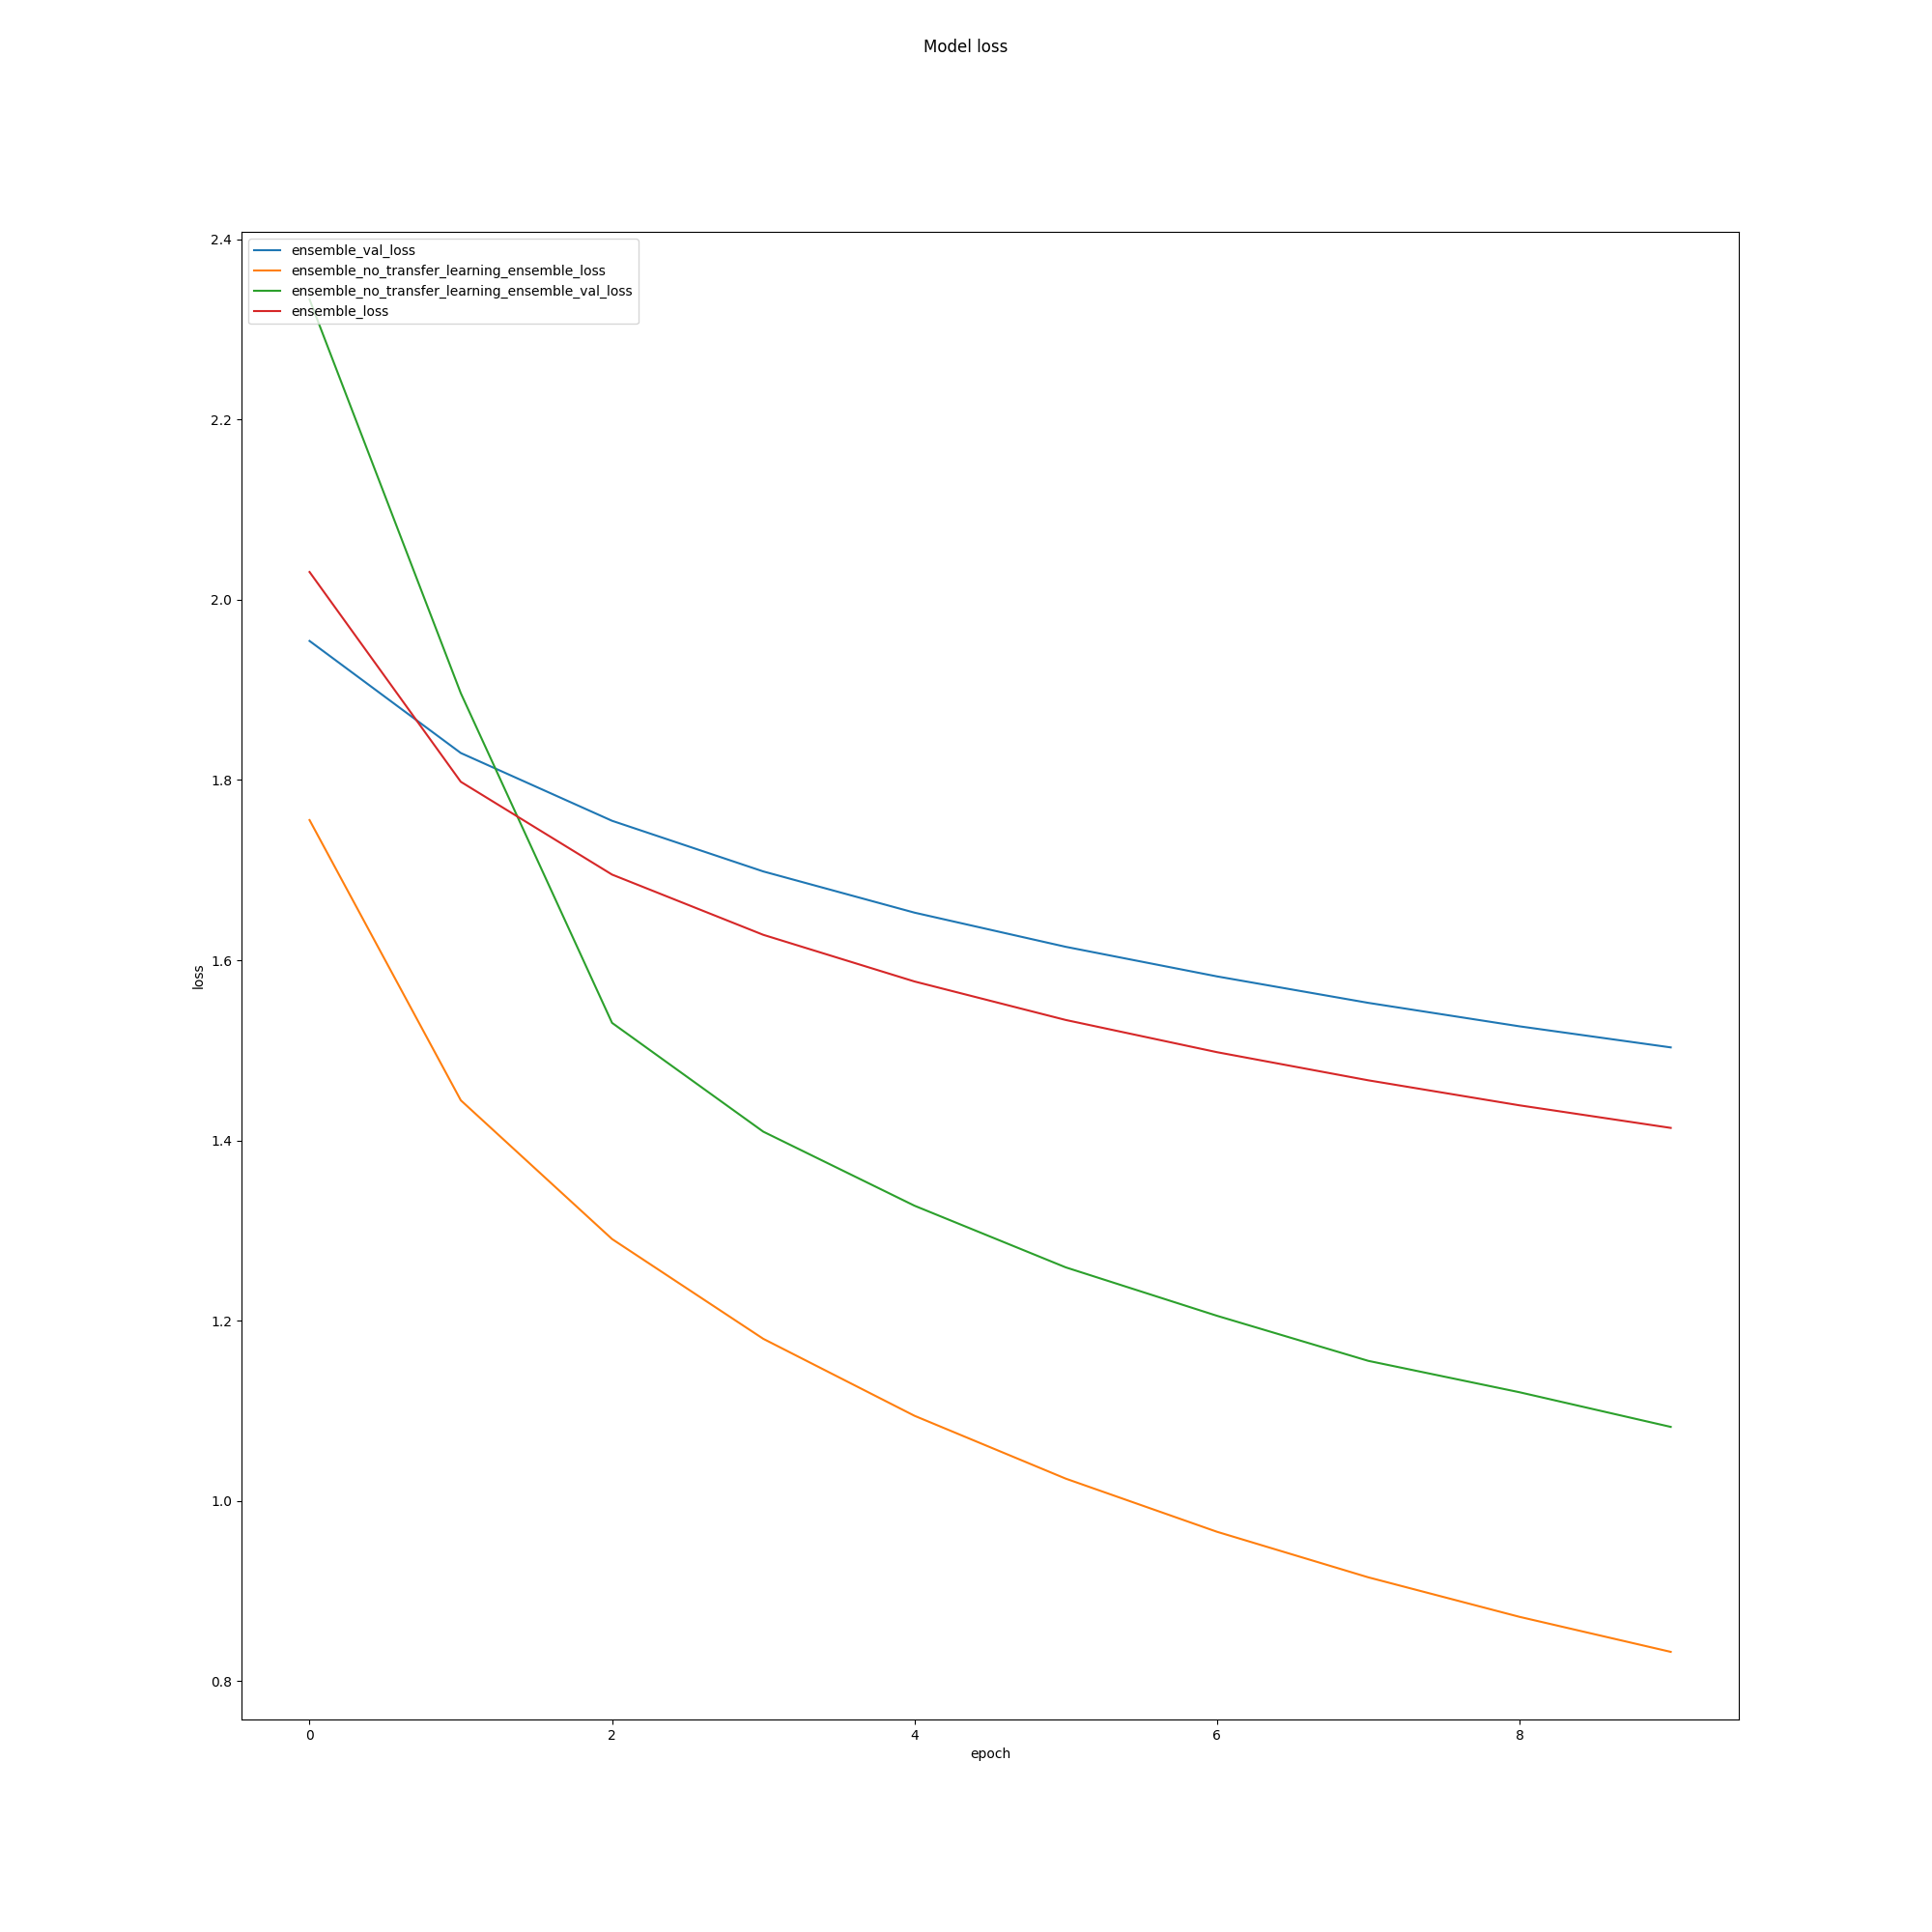 Model loss
ensemble_val_loss
ensemble_no_transfer_learning_ensemble_loss
ensemble_no_transfer_learning_ensemble_val_loss
ensemble_loss
2.4
2.2
2.0
1.8
1.6
1.4
1.2
1.0
0.8
loss
0 2 4 6 8
epoch